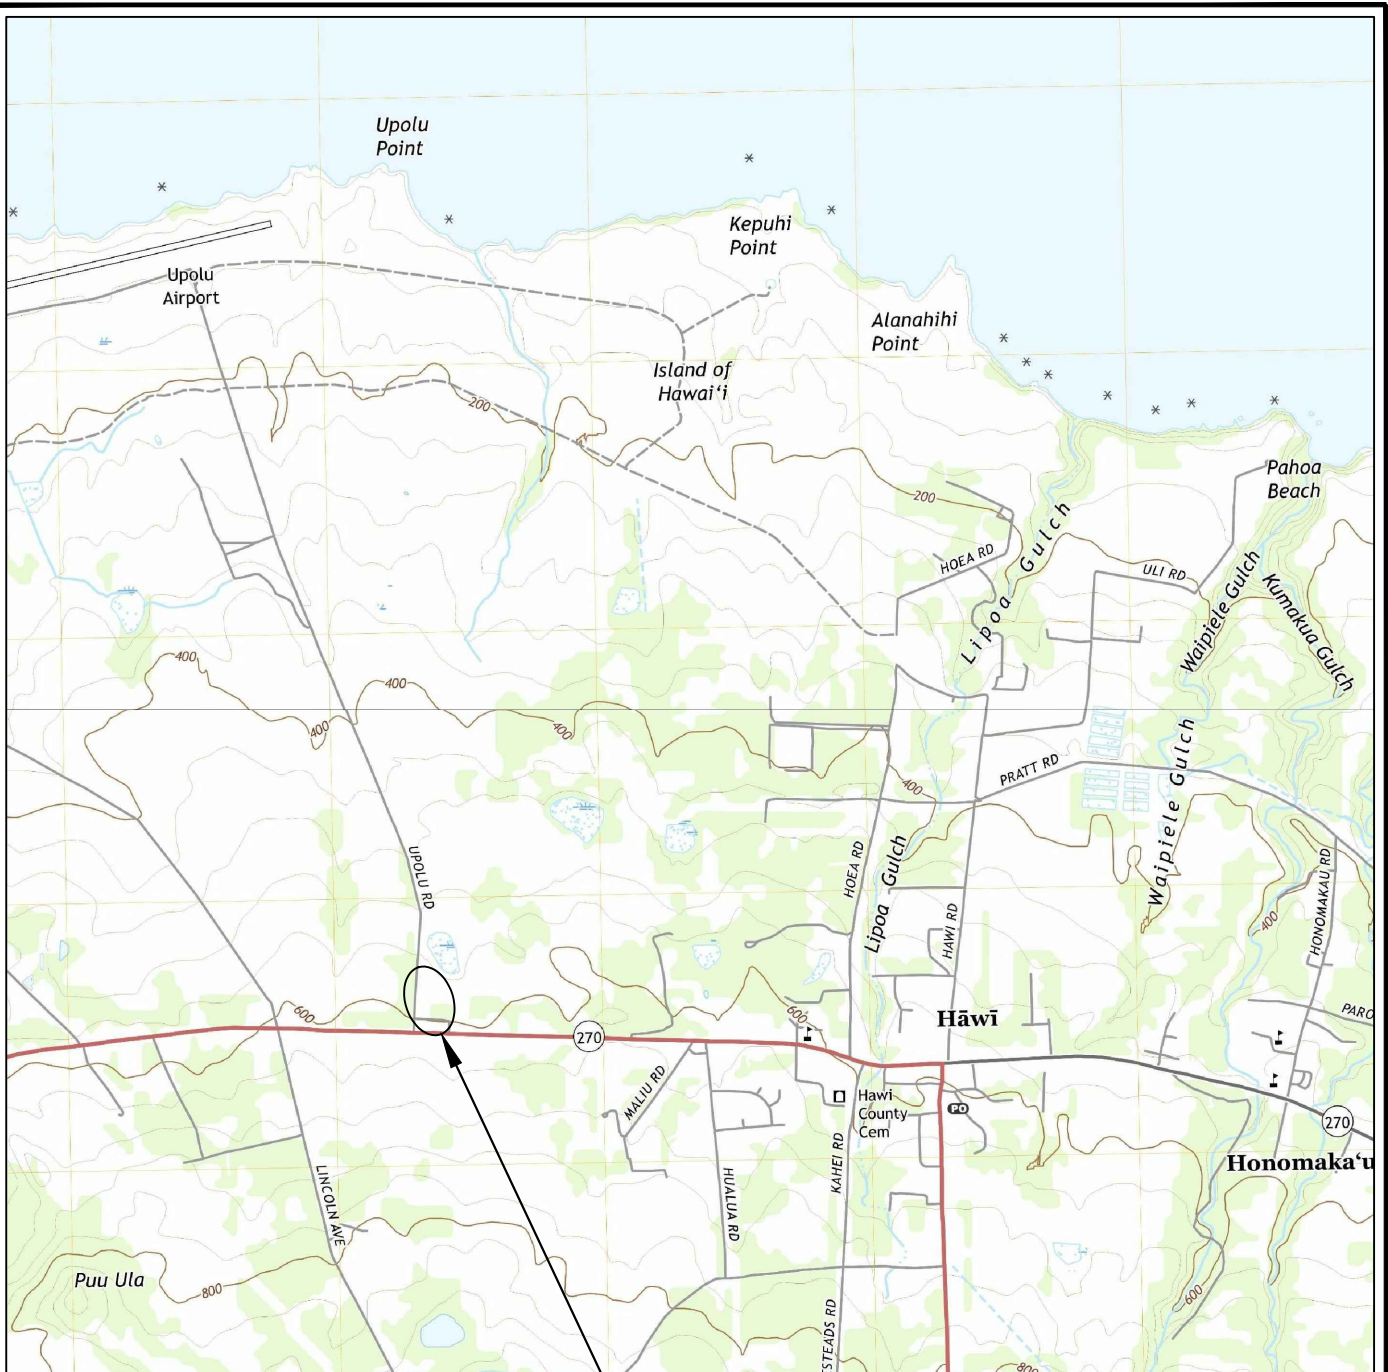 Upolu
Point
Kepuhi
Point
Upolu
Airport
Alanahihi
Point
Island of
Hawai‘i
200
200
Pahoa
Beach
HOEA RD
Lipoa Gulch
ULI RD
Waipiele Gulch
Kumakua Gulch
400
400
400
400
PRATT RD
400
Waipiele Gulch
UPOLU RD
HOEA RD
Lipoa Gulch
HAWI RD
HONOMAKAU RD
400
600
600
PARO
Hāwī
270
MALIU RD
Hawi
County
Cem
PO
270
KAHEI RD
Honomaka‘u
LINCOLN AVE
HUALUA RD
Puu Ula
800
600
STEADS RD
800